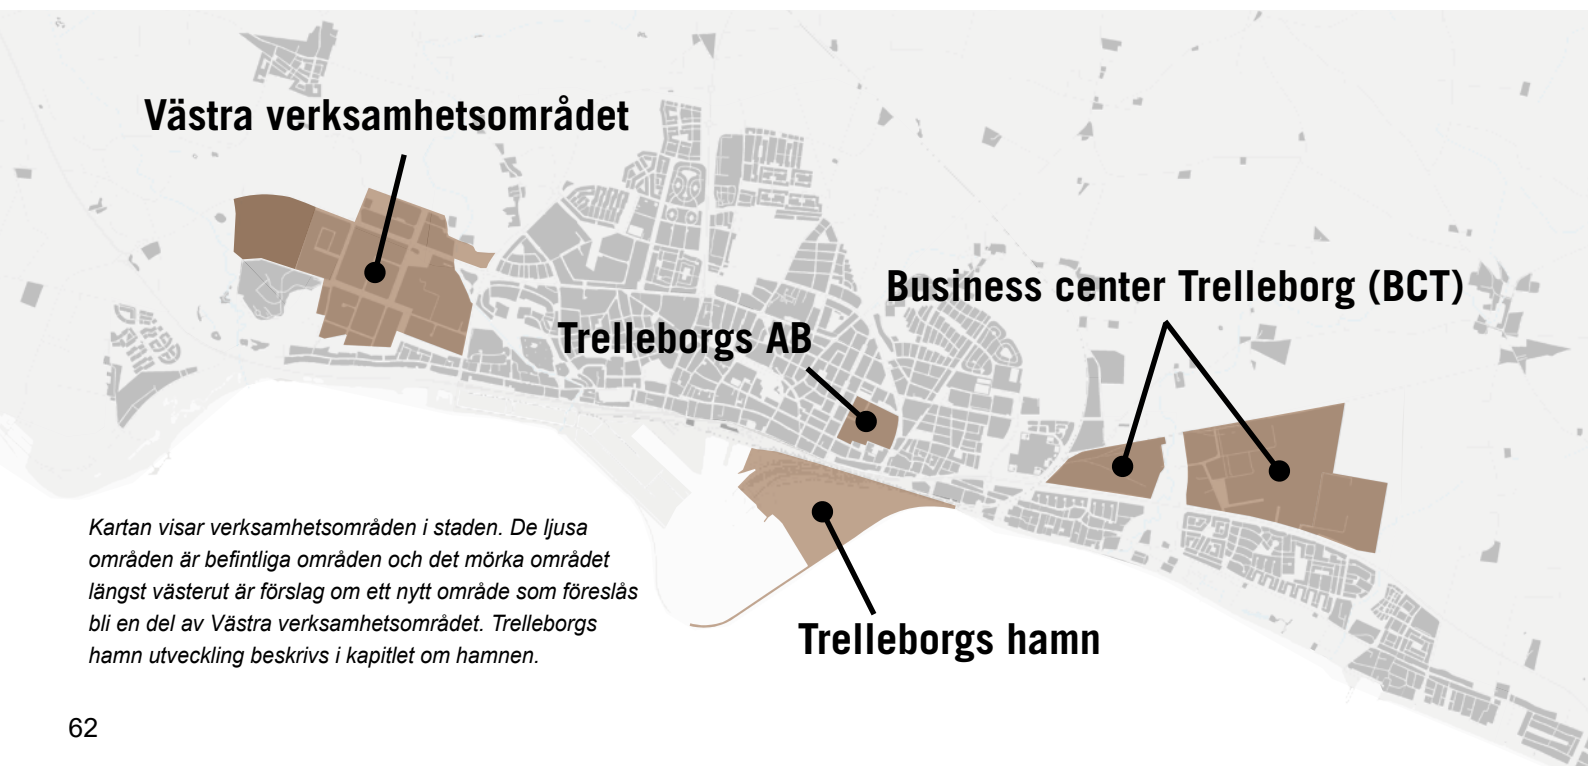 Västra verksamhetsområdet
Business center Trelleborg (BCT)
Trelleborgs AB
Kartan visar verksamhetsområden i staden. De ljusa
områden är befintliga områden och det mörka området
längst västerut är förslag om ett nytt område som föreslås
bli en del av Västra verksamhetsområdet. Trelleborgs
hamn utveckling beskrivs i kapitlet om hamnen.
Trelleborgs hamn
62